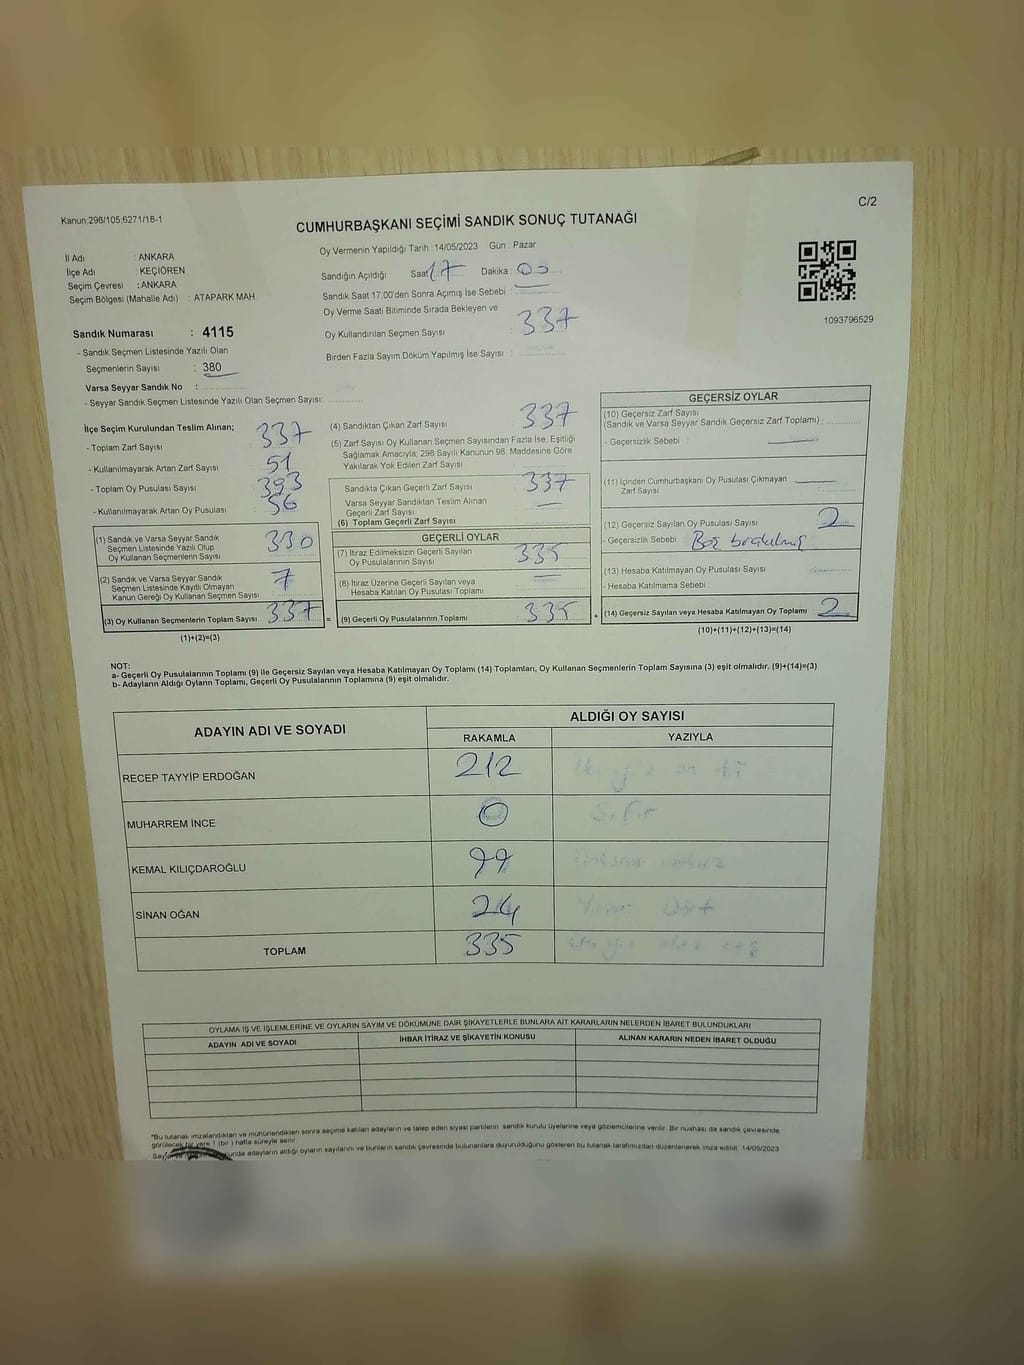 Kanun.298/105,6271/18-1
C/2
CUMHURBAŞKANI SEÇİMİ SANDIK SONUÇ TUTANAĞI
Oy Vermenin Yapıldığı Tarih : 14/05/2023 Gün : Pazar
İl Adı : ANKARA
İlçe Adı : KEÇİÖREN
Seçim Çevresi : ANKARA
Seçim Bölgesi (Mahalle Adı) : ATAPARK MAH
Sandığın Açıldığı Saat 17 Dakika : 00
Sandık Saat 17.00'den Sonra Açımış İse Sebebi :
Oy Verme Saati Bitiminde Sırada Bekleyen ve
Oy Kullandırılan Seçmen Sayısı : 337
Birden Fazla Sayım Döküm Yapılmış İse Sayısı :
1093796529
Sandık Numarası : 4115
- Sandık Seçmen Listesinde Yazılı Olan
Seçmenlerin Sayısı : 380
Varsa Seyyar Sandık No :
- Seyyar Sandık Seçmen Listesinde Yazılı Olan Seçmen Sayısı:
İlçe Seçim Kurulundan Teslim Alınan;
- Toplam Zarf Sayısı 337
- Kullanılmayarak Artan Zarf Sayısı 51
- Toplam Oy Pusulası Sayısı 393
- Kullanılmayarak Artan Oy Pusulası 56
(1) Sandık ve Varsa Seyyar Sandık
Seçmen Listesinde Yazılı Olup
Oy Kullanan Seçmenlerin Sayısı 330
(2) Sandık ve Varsa Seyyar Sandık
Seçmen Listesinde Kayıtlı Olmayan
Kanun Gereği Oy Kullanan Seçmen Sayısı 7
(3) Oy Kullanan Seçmenlerin Toplam Sayısı 337 =
(1)+(2)=(3)
(4) Sandıktan Çıkan Zarf Sayısı 337
(5) Zarf Sayısı Oy Kullanan Seçmen Sayısından Fazla İse, Eşitliği
Sağlamak Amacıyla; 298 Sayılı Kanunun 98. Maddesine Göre
Yakılarak Yok Edilen Zarf Sayısı
Sandıkta Çıkan Geçerli Zarf Sayısı 337
Varsa Seyyar Sandıktan Teslim Alınan
Geçerli Zarf Sayısı —
(6) Toplam Geçerli Zarf Sayısı
GEÇERLİ OYLAR
(7) İtiraz Edilmeksizin Geçerli Sayılan
Oy Pusulalarının Sayısı 335
(8) İtiraz Üzerine Geçerli Sayılan veya
Hesaba Katılan Oy Pusulası Toplamı —
(9) Geçerli Oy Pusulalarının Toplamı 335 +
GEÇERSİZ OYLAR
(10) Geçersiz Zarf Sayısı
(Sandık ve Varsa Seyyar Sandık Geçersiz Zarf Toplamı)
- Geçersizlik Sebebi : —
(11) İçinden Cumhurbaşkanı Oy Pusulası Çıkmayan —
Zarf Sayısı
(12) Geçersiz Sayılan Oy Pusulası Sayısı 2
- Geçersizlik Sebebi :
(13) Hesaba Katılmayan Oy Pusulası Sayısı
- Hesaba Katılmama Sebebi :
(14) Geçersiz Sayılan veya Hesaba Katılmayan Oy Toplamı 2
(10)+(11)+(12)+(13)=(14)
NOT:
a- Geçerli Oy Pusulalarının Toplamı (9) ile Geçersiz Sayılan veya Hesaba Katılmayan Oy Toplamı (14) Toplamları, Oy Kullanan Seçmenlerin Toplam Sayısına (3) eşit olmalıdır. (9)+(14)=(3)
b- Adayların Aldığı Oyların Toplamı, Geçerli Oy Pusulalarının Toplamına (9) eşit olmalıdır.
ADAYIN ADI VE SOYADI ALDIĞI OY SAYISI
RAKAMLA YAZIYLA
RECEP TAYYİP ERDOĞAN 212
MUHARREM İNCE 0 Sıfır
KEMAL KILIÇDAROĞLU 99
SİNAN OĞAN 24
TOPLAM 335
OYLAMA İŞ VE İŞLEMLERİNE VE OYLARIN SAYIM VE DÖKÜMÜNE DAİR ŞİKAYETLERLE BUNLARA AİT KARARLARIN NELERDEN İBARET BULUNDUKLARI
ADAYIN ADI VE SOYADI İHBAR İTİRAZ VE ŞİKAYETİN KONUSU ALINAN KARARIN NEDEN İBARET OLDUĞU
"Bu tutanak imzalandıktan ve mühürlendikten sonra seçime katılan adayların ve talep eden siyasi partilerin sandık kurulu üyelerine veya gözlemcilerine verilir. Bir nüshası da sandık çevresinde
görülecek bir yere 1 (bir ) hafta süreyle asılır.
adayların aldığı oyların sayılarını ve bunların sandık çevresinde bulunanlara duyurulduğunu gösteren bu tutanak tarafımızdan düzenlenerek imza edildi. 14/05/2023